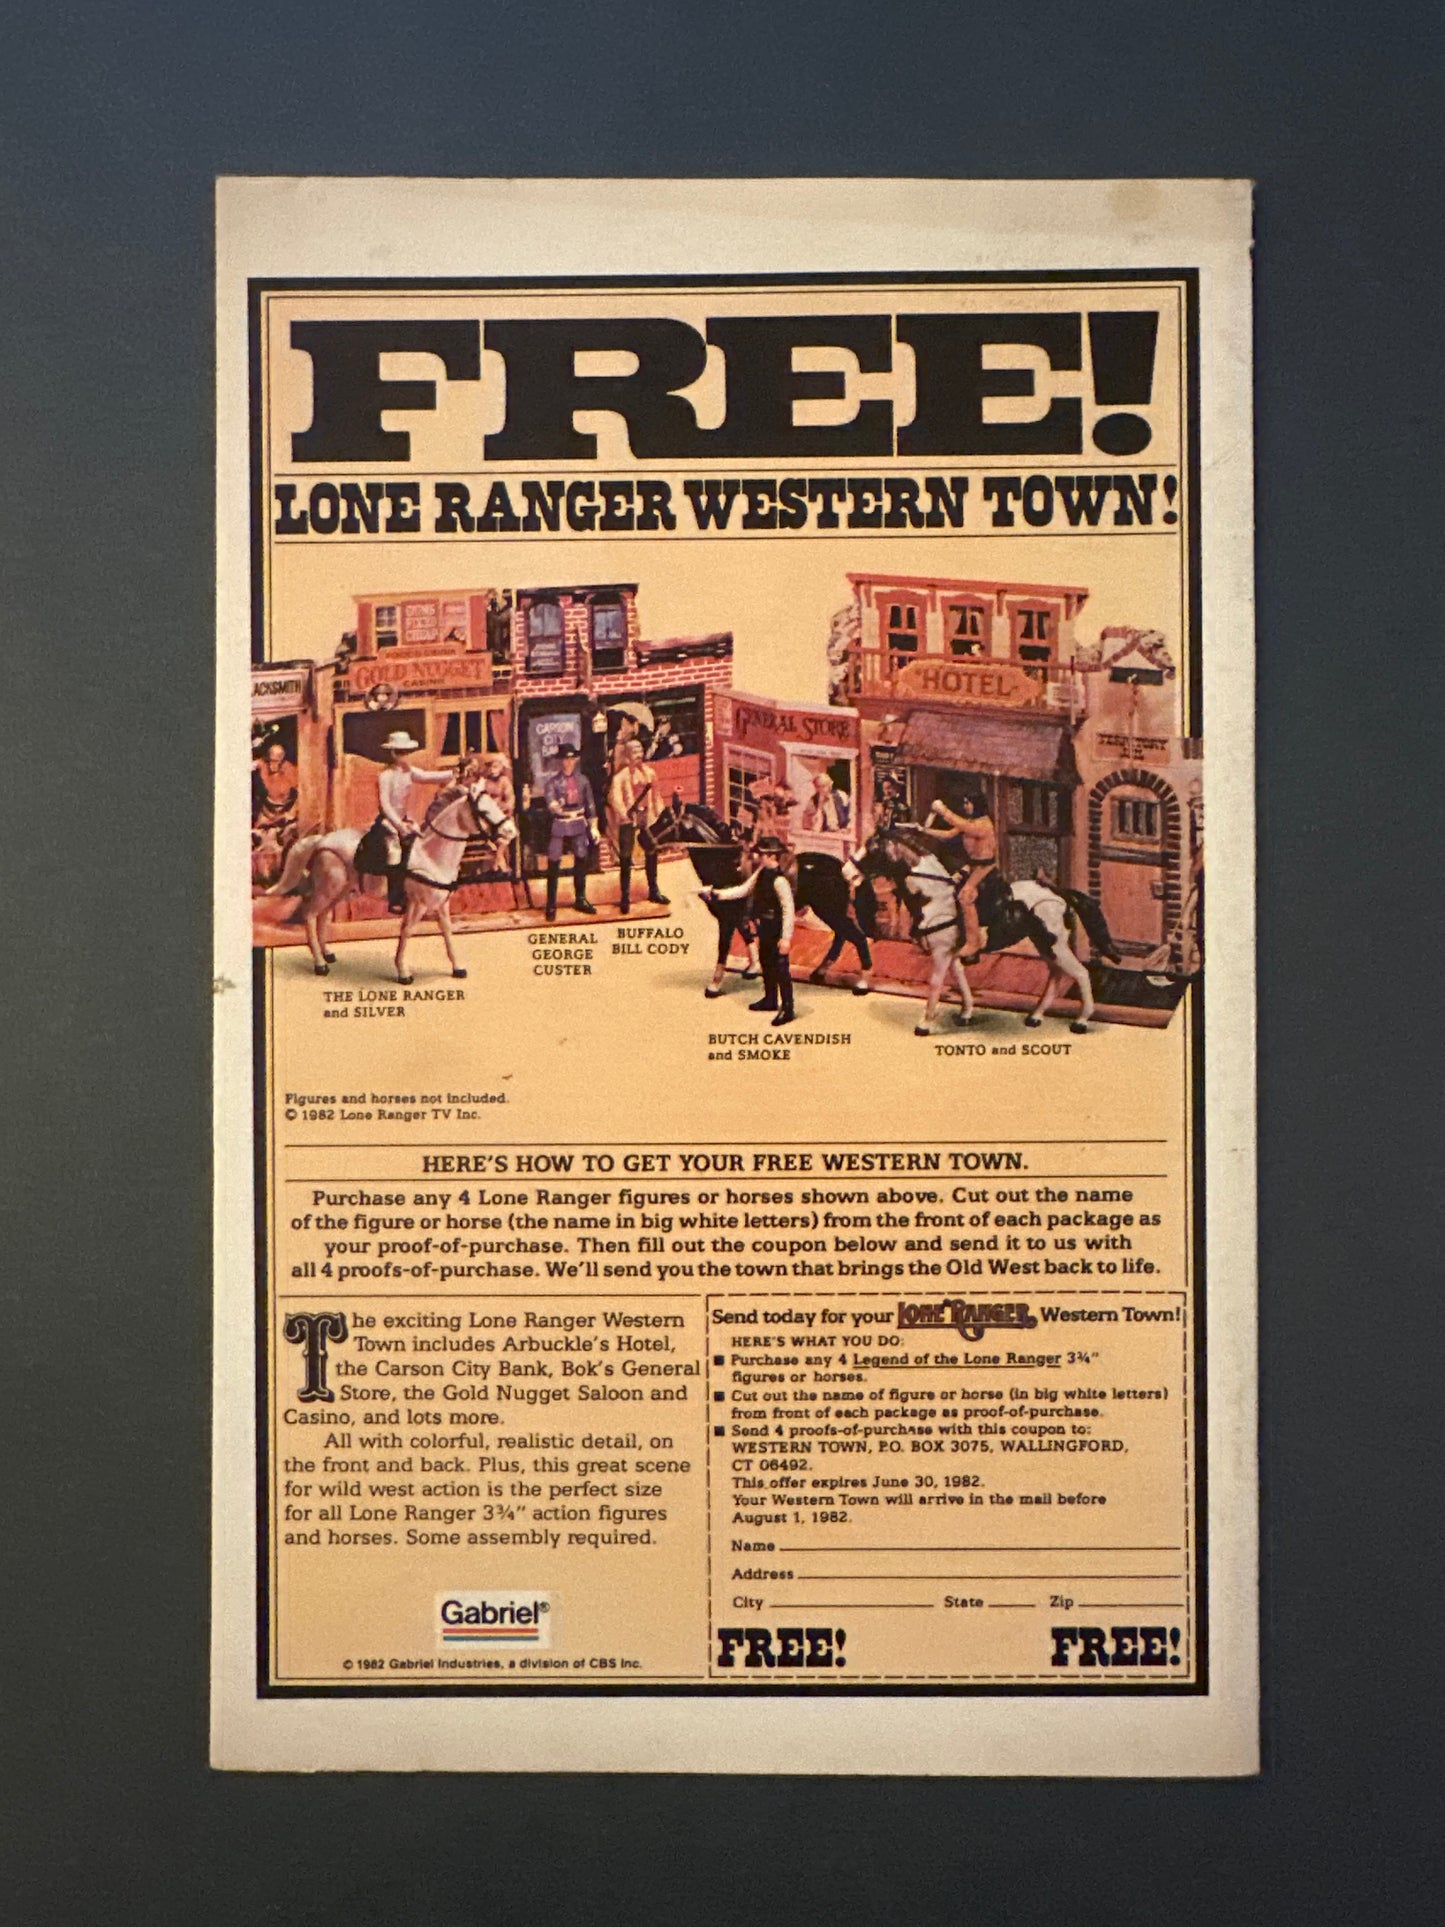 FREE!
LONE RANGER WESTERN TOWN!
GOLD NUGGET
CASINO
ACKSMITH
CARSON
CITY
GENERAL STORE
HOTEL
GENERAL
GEORGE
CUSTER
BUFFALO
BILL CODY
THE LONE RANGER
and SILVER
BUTCH CAVENDISH
and SMOKE
TONTO and SCOUT
Figures and horses not included.
© 1982 Lone Ranger TV Inc.
HERE'S HOW TO GET YOUR FREE WESTERN TOWN.
Purchase any 4 Lone Ranger figures or horses shown above. Cut out the name
of the figure or horse (the name in big white letters) from the front of each package as
your proof-of-purchase. Then fill out the coupon below and send it to us with
all 4 proofs-of-purchase. We'll send you the town that brings the Old West back to life.
The exciting Lone Ranger Western
Town includes Arbuckle's Hotel,
the Carson City Bank, Bok's General
Store, the Gold Nugget Saloon and
Casino, and lots more.
All with colorful, realistic detail, on
the front and back. Plus, this great scene
for wild west action is the perfect size
for all Lone Ranger 3¾" action figures
and horses. Some assembly required.
Gabriel®
© 1982 Gabriel Industries, a division of CBS Inc.
Send today for your LONE RANGER Western Town!
HERE'S WHAT YOU DO:
■ Purchase any 4 Legend of the Lone Ranger 3¾"
figures or horses.
■ Cut out the name of figure or horse (in big white letters)
from front of each package as proof-of-purchase.
■ Send 4 proofs-of-purchase with this coupon to:
WESTERN TOWN, P.O. BOX 3075, WALLINGFORD,
CT 06492.
This offer expires June 30, 1982.
Your Western Town will arrive in the mail before
August 1, 1982.
Name
Address
City State Zip
FREE! FREE!